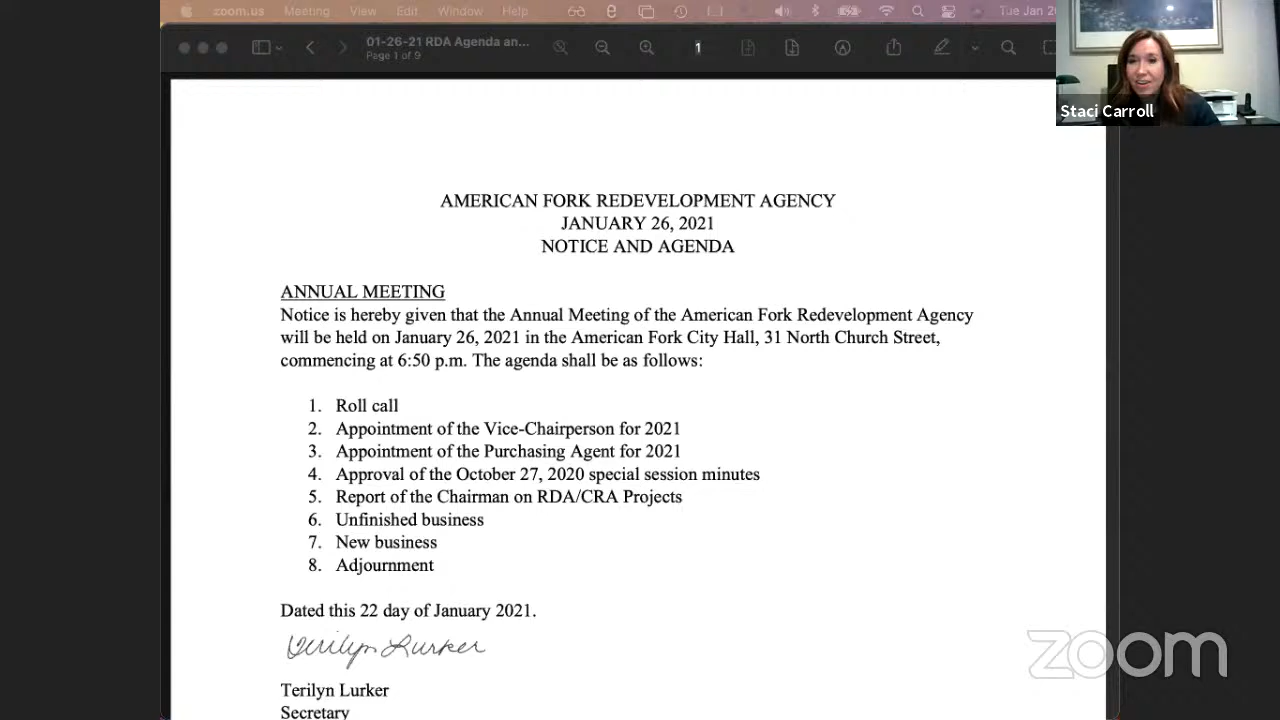 zoom.us Meeting View Edit Window Help
Tue Jan 2
01-26-21 RDA Agenda an...
Page 1 of 9
1
Staci Carroll
AMERICAN FORK REDEVELOPMENT AGENCY
JANUARY 26, 2021
NOTICE AND AGENDA
ANNUAL MEETING
Notice is hereby given that the Annual Meeting of the American Fork Redevelopment Agency
will be held on January 26, 2021 in the American Fork City Hall, 31 North Church Street,
commencing at 6:50 p.m. The agenda shall be as follows:
1. Roll call
2. Appointment of the Vice-Chairperson for 2021
3. Appointment of the Purchasing Agent for 2021
4. Approval of the October 27, 2020 special session minutes
5. Report of the Chairman on RDA/CRA Projects
6. Unfinished business
7. New business
8. Adjournment
Dated this 22 day of January 2021.
Terilyn Lurker
Terilyn Lurker
Secretary
zoom